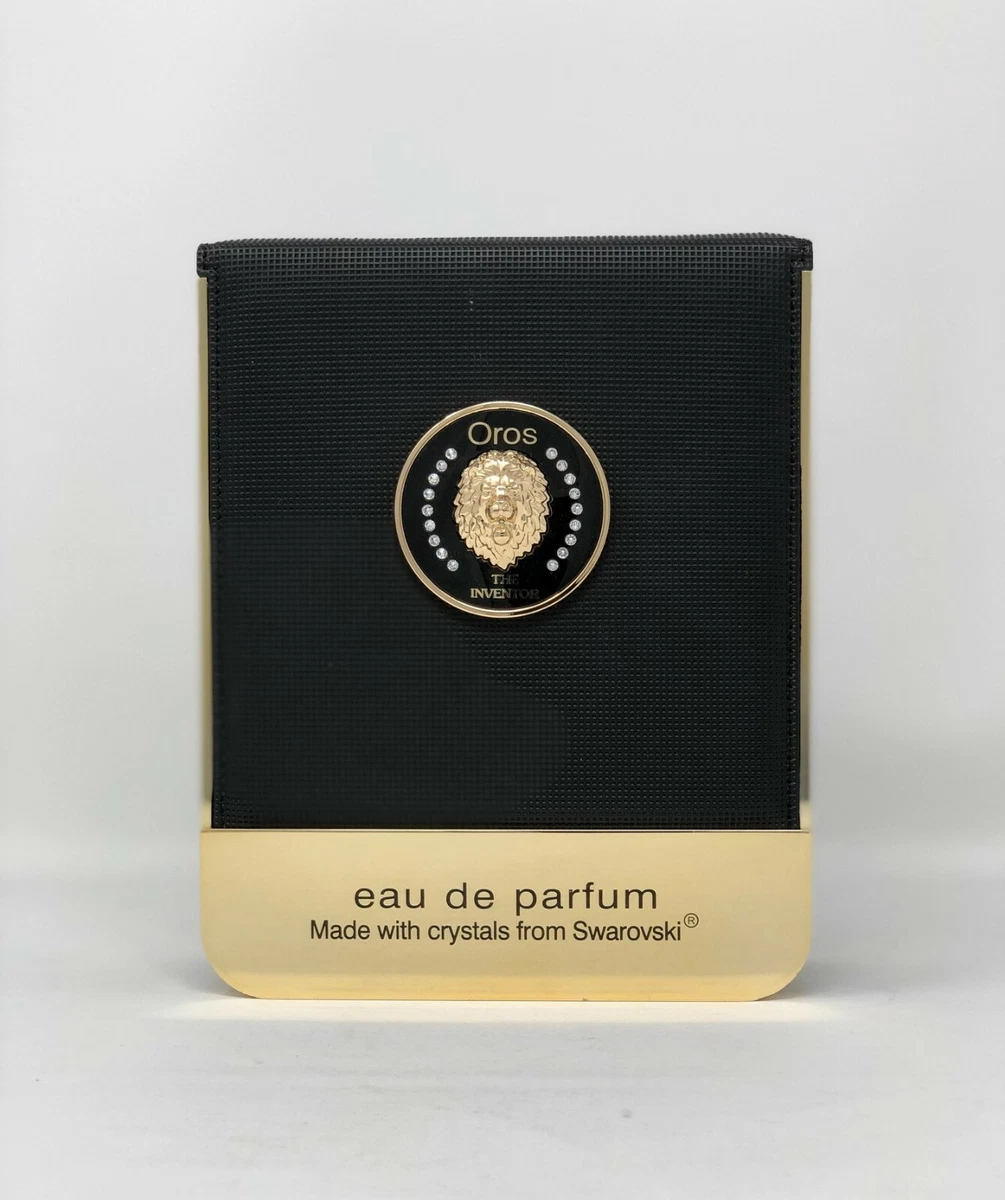 Oros
THE
INVENTOR
eau de parfum
Made with crystals from Swarovski®